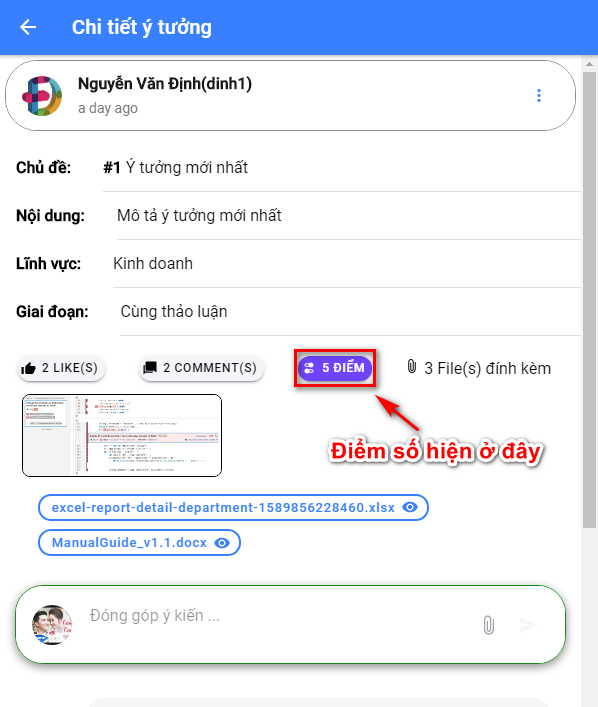 Chi tiết ý tưởng
Nguyễn Văn Định(dinh1)
a day ago
Chủ đề: #1 Ý tưởng mới nhất
Nội dung: Mô tả ý tưởng mới nhất
Lĩnh vực: Kinh doanh
Giai đoạn: Cùng thảo luận
2 LIKE(S) 2 COMMENT(S) 5 ĐIỂM 3 File(s) đính kèm
Điểm số hiện ở đây
excel-report-detail-department-1589856228460.xlsx
ManualGuide_v1.1.docx
Đóng góp ý kiến ...